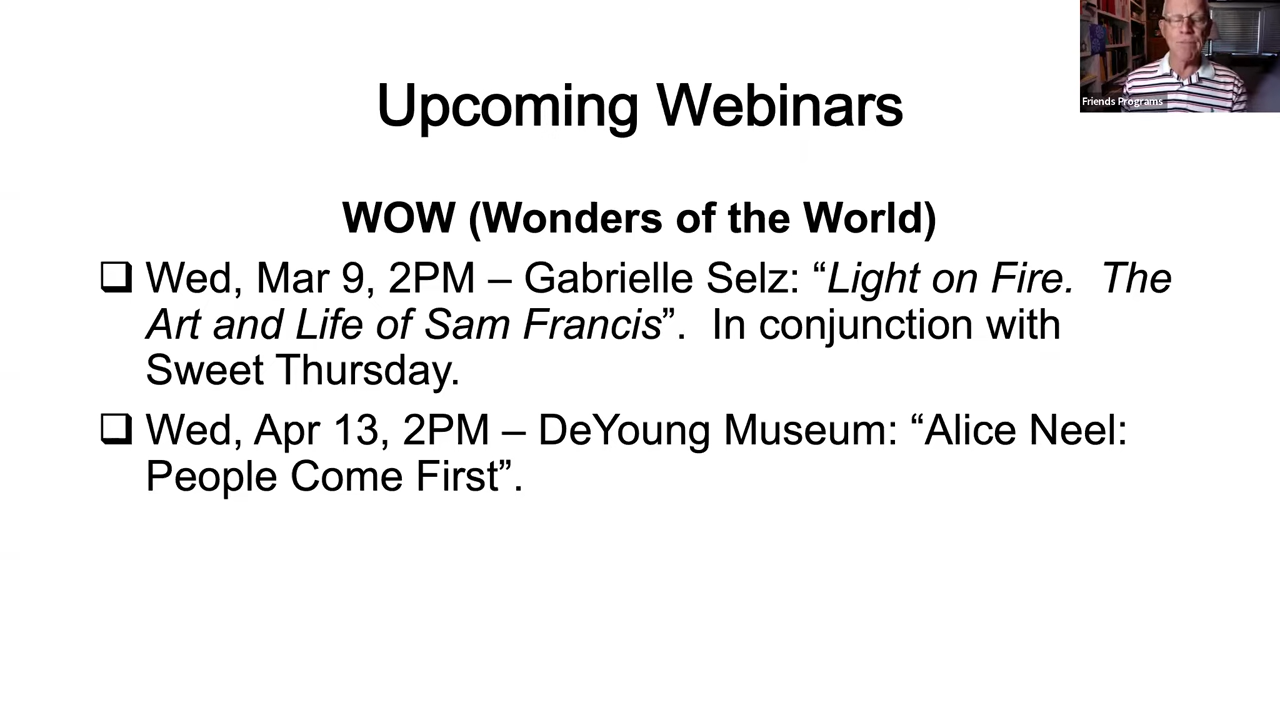 Upcoming Webinars
Friends Programs
WOW (Wonders of the World)
Wed, Mar 9, 2PM – Gabrielle Selz: “Light on Fire.  The
Art and Life of Sam Francis”.  In conjunction with
Sweet Thursday.
Wed, Apr 13, 2PM – DeYoung Museum: “Alice Neel:
People Come First”.